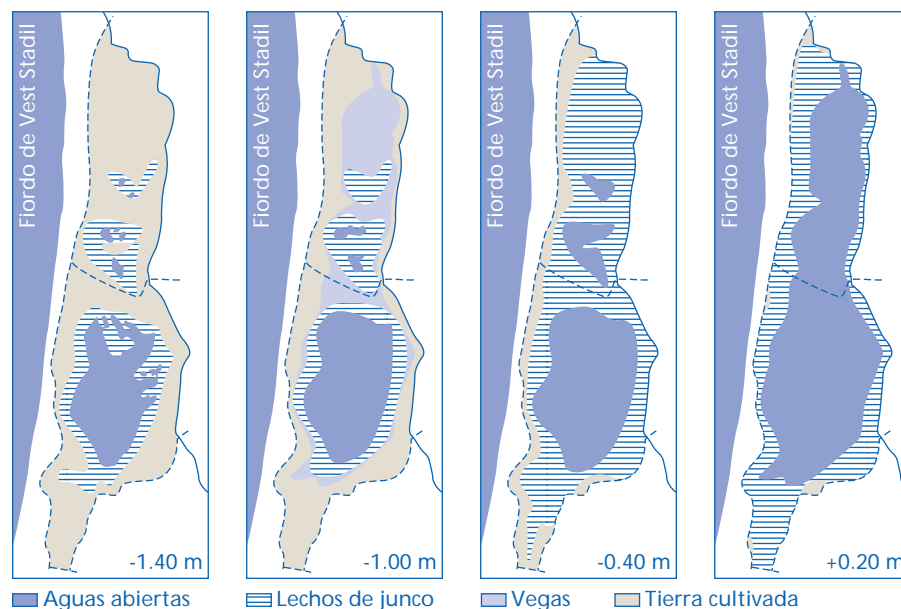 Fiordo de Vest Stadil
-1.40 m
Fiordo de Vest Stadil
-1.00 m
Fiordo de Vest Stadil
-0.40 m
Fiordo de Vest Stadil
+0.20 m
Aguas abiertas
Lechos de junco
Vegas
Tierra cultivada